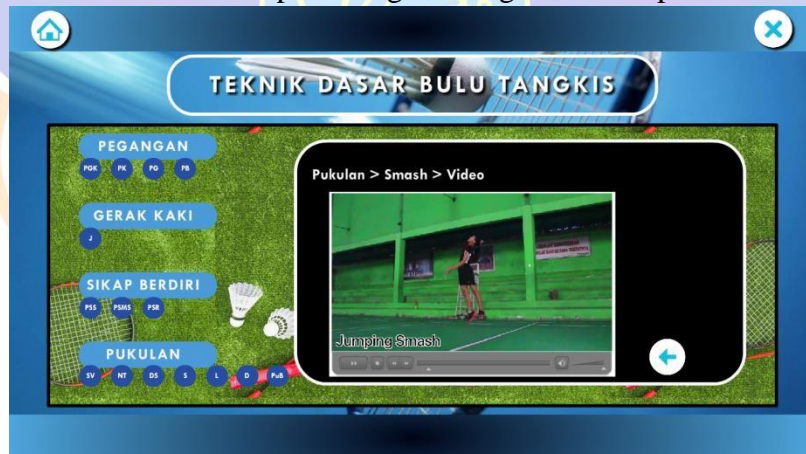 TEKNIK DASAR BULU TANGKIS
PEGANGAN
PGK PK PG PB
GERAK KAKI
J
SIKAP BERDIRI
PSS PSMS PSR
PUKULAN
SV NT DS S L D PuB
Pukulan > Smash > Video
Jumping Smash